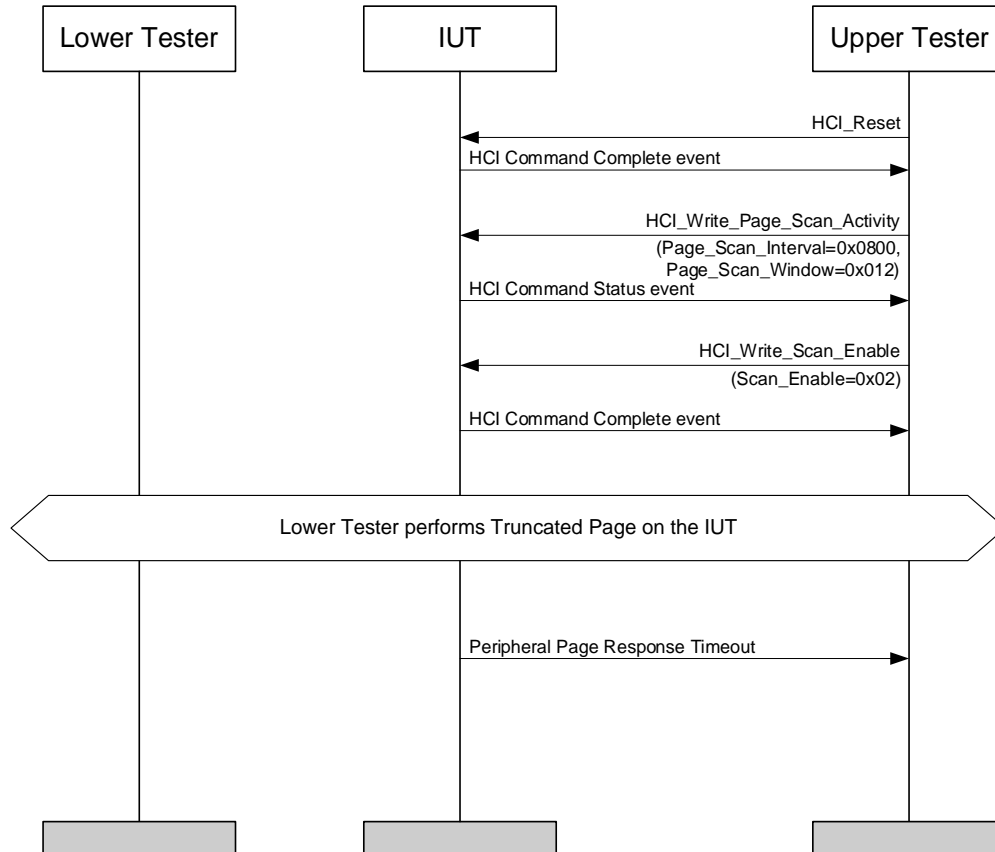 Lower Tester
IUT
Upper Tester
HCI_Reset
HCI Command Complete event
HCI_Write_Page_Scan_Activity
(Page_Scan_Interval=0x0800,
Page_Scan_Window=0x012)
HCI Command Status event
HCI_Write_Scan_Enable
(Scan_Enable=0x02)
HCI Command Complete event
Lower Tester performs Truncated Page on the IUT
Peripheral Page Response Timeout